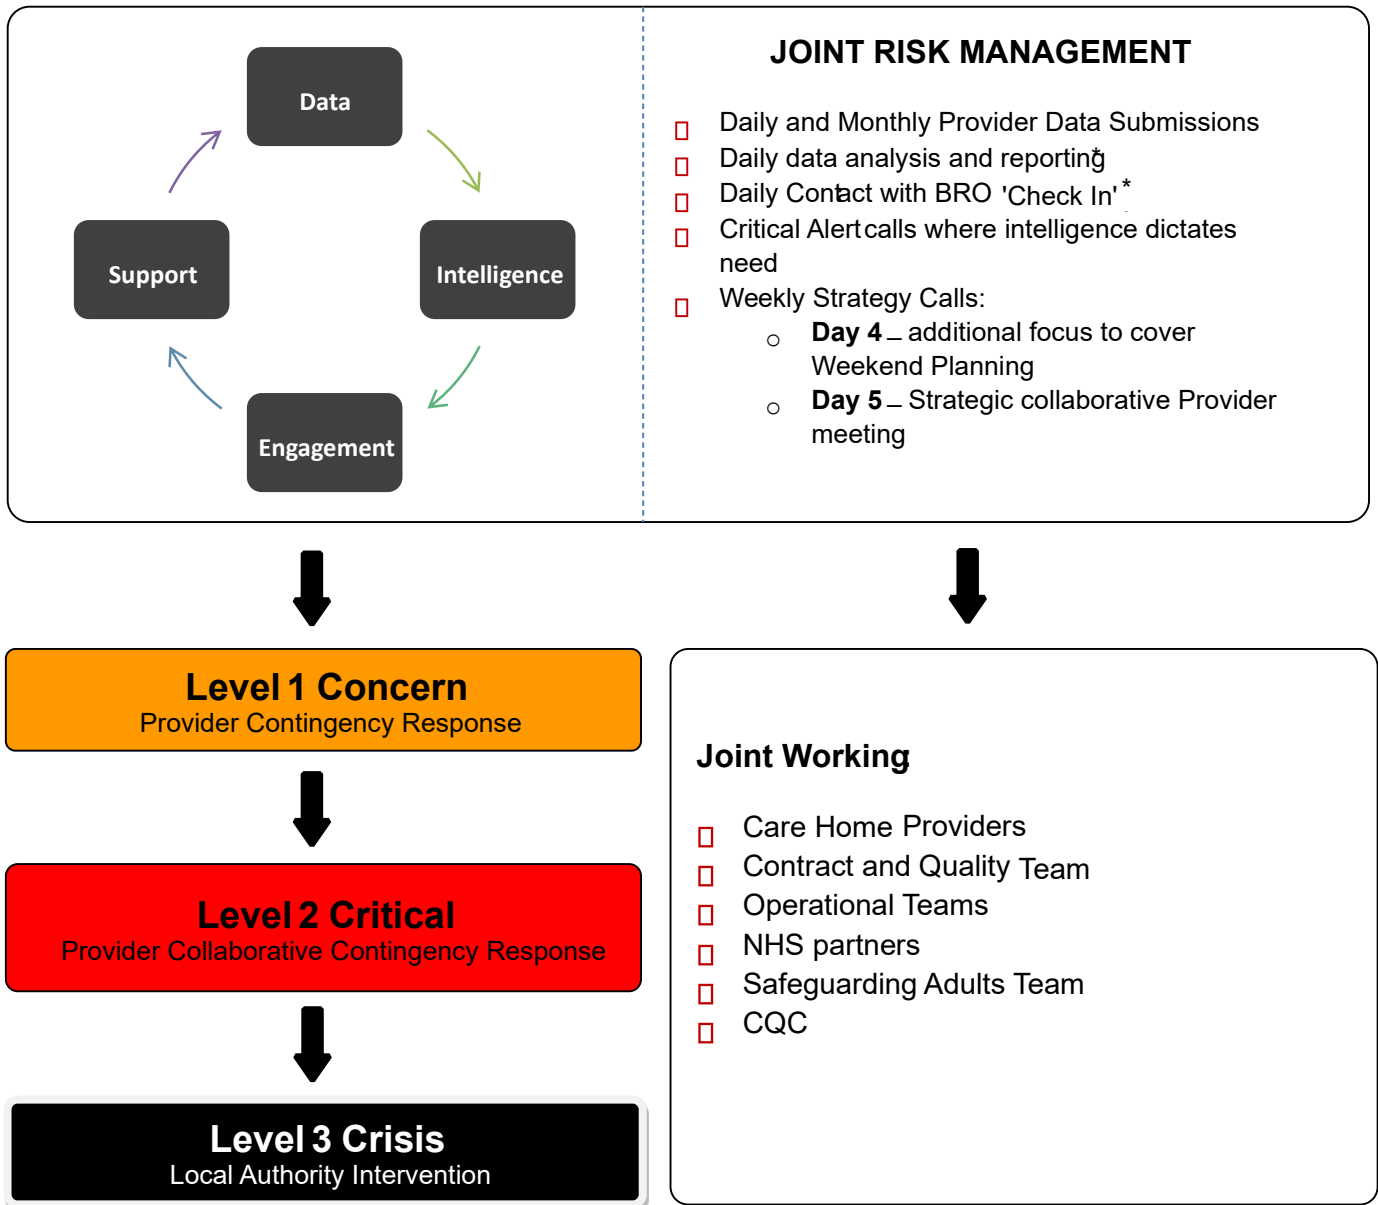 Data
Support
Intelligence
Engagement
JOINT RISK MANAGEMENT
Daily and Monthly Provider Data Submissions
Daily data analysis and reporting*
Daily Contact with BRO 'Check In'*
Critical Alert calls where intelligence dictates
need
Weekly Strategy Calls:
o Day 4 – additional focus to cover
Weekend Planning
o Day 5 – Strategic collaborative Provider
meeting
Level 1 Concern
Provider Contingency Response
Level 2 Critical
Provider Collaborative Contingency Response
Level 3 Crisis
Local Authority Intervention
Joint Working:
Care Home Providers
Contract and Quality Team
Operational Teams
NHS partners
Safeguarding Adults Team
CQC